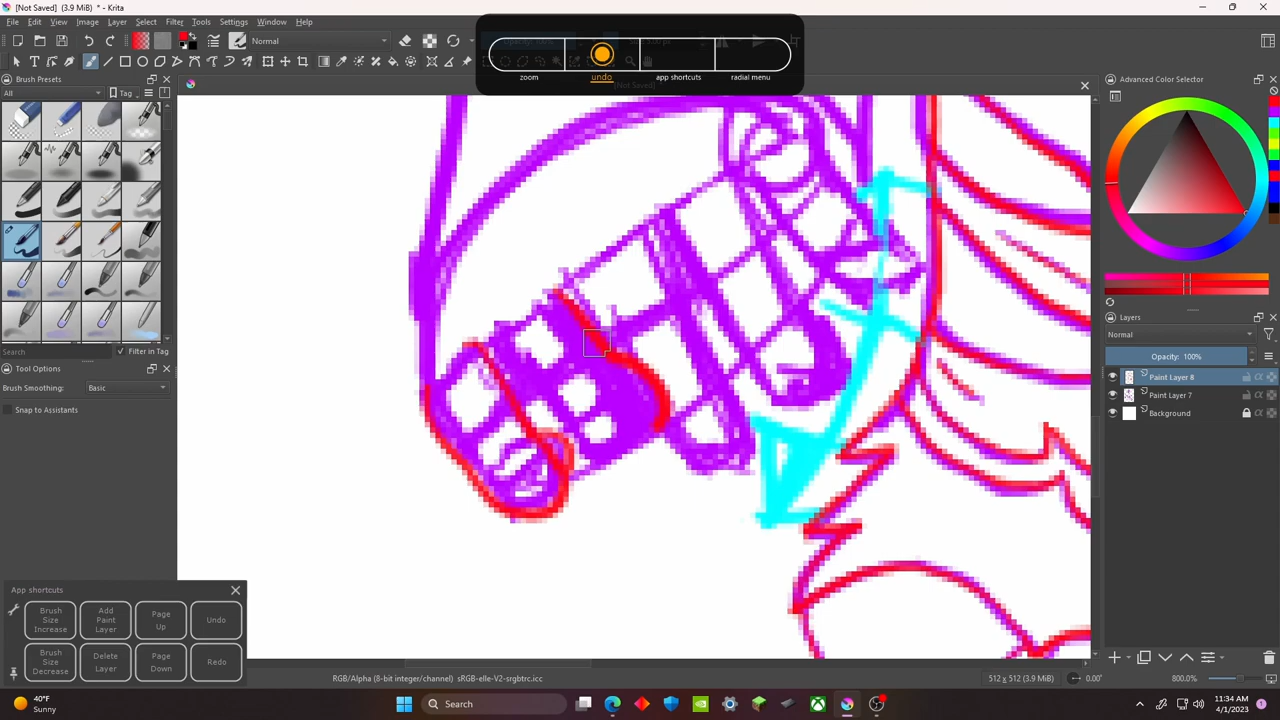 [Not Saved] (3.9 MiB) * - Krita
File Edit View Image Layer Select Filter Tools Settings Window Help
Normal
Opacity: 100%
zoom undo app shortcuts radial menu
[Not Saved]
Brush Presets
All Tag
Search Filter in Tag
Tool Options
Brush Smoothing: Basic
Snap to Assistants
App shortcuts
Brush Size Increase
Add Paint Layer
Page Up
Undo
Brush Size Decrease
Delete Layer
Page Down
Redo
Advanced Color Selector
Layers
Normal
Opacity: 100%
Paint Layer 8
Paint Layer 7
Background
RGB/Alpha (8-bit integer/channel) sRGB-elle-V2-srgbtrc.icc
512 x 512 (3.9 MiB)
0.00°
800.0%
40°F
Sunny
Search
11:34 AM
4/1/2023